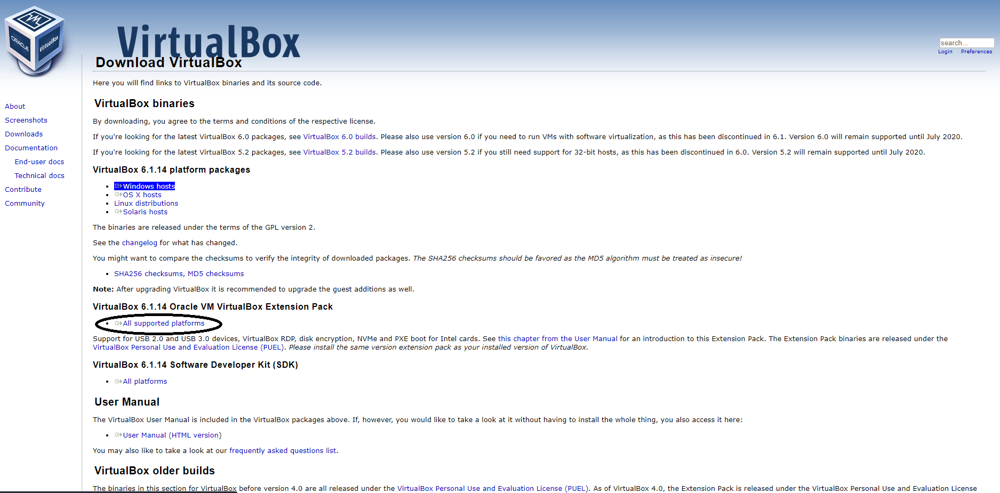 ORACLE
VirtualBox
VirtualBox
search...
Login Preferences
Download VirtualBox
Here you will find links to VirtualBox binaries and its source code.
About
Screenshots
Downloads
Documentation
End-user docs
Technical docs
Contribute
Community
VirtualBox binaries
By downloading, you agree to the terms and conditions of the respective license.
If you're looking for the latest VirtualBox 6.0 packages, see VirtualBox 6.0 builds. Please also use version 6.0 if you need to run VMs with software virtualization, as this has been discontinued in 6.1. Version 6.0 will remain supported until July 2020.
If you're looking for the latest VirtualBox 5.2 packages, see VirtualBox 5.2 builds. Please also use version 5.2 if you still need support for 32-bit hosts, as this has been discontinued in 6.0. Version 5.2 will remain supported until July 2020.
VirtualBox 6.1.14 platform packages
Windows hosts
OS X hosts
Linux distributions
Solaris hosts
The binaries are released under the terms of the GPL version 2.
See the changelog for what has changed.
You might want to compare the checksums to verify the integrity of downloaded packages. The SHA256 checksums should be favored as the MD5 algorithm must be treated as insecure!
SHA256 checksums, MD5 checksums
Note: After upgrading VirtualBox it is recommended to upgrade the guest additions as well.
VirtualBox 6.1.14 Oracle VM VirtualBox Extension Pack
All supported platforms
Support for USB 2.0 and USB 3.0 devices, VirtualBox RDP, disk encryption, NVMe and PXE boot for Intel cards. See this chapter from the User Manual for an introduction to this Extension Pack. The Extension Pack binaries are released under the
VirtualBox Personal Use and Evaluation License (PUEL). Please install the same version extension pack as your installed version of VirtualBox.
VirtualBox 6.1.14 Software Developer Kit (SDK)
All platforms
User Manual
The VirtualBox User Manual is included in the VirtualBox packages above. If, however, you would like to take a look at it without having to install the whole thing, you also access it here:
User Manual (HTML version)
You may also like to take a look at our frequently asked questions list.
VirtualBox older builds
The binaries in this section for VirtualBox before version 4.0 are all released under the VirtualBox Personal Use and Evaluation License (PUEL). As of VirtualBox 4.0, the Extension Pack is released under the VirtualBox Personal Use and Evaluation License